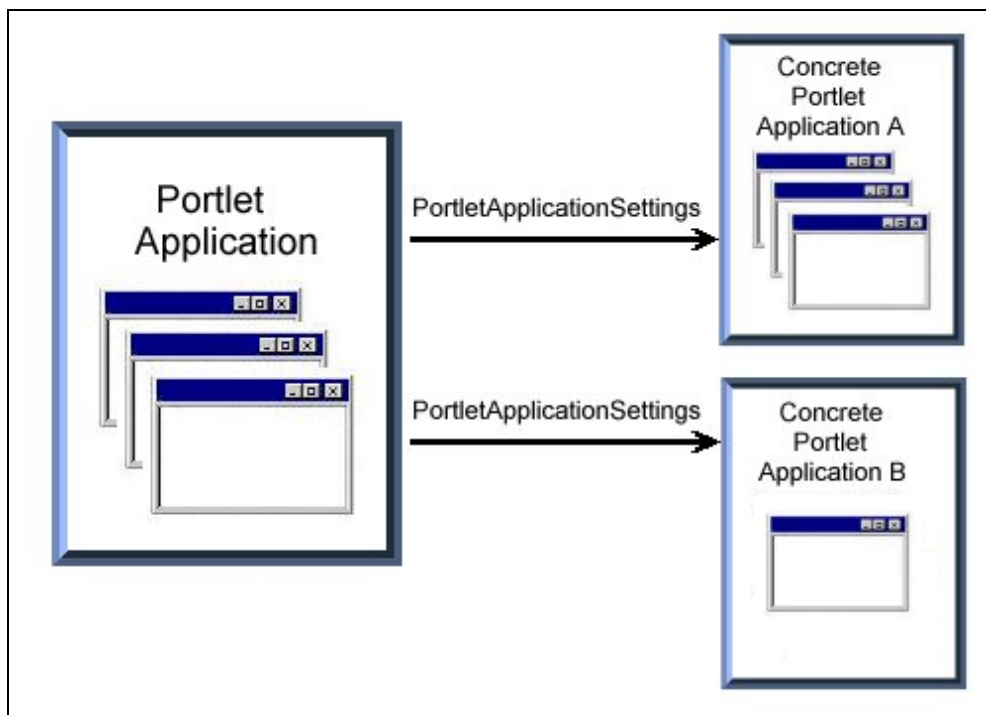 Portlet
Application
PortletApplicationSettings
Concrete
Portlet
Application A
PortletApplicationSettings
Concrete
Portlet
Application B